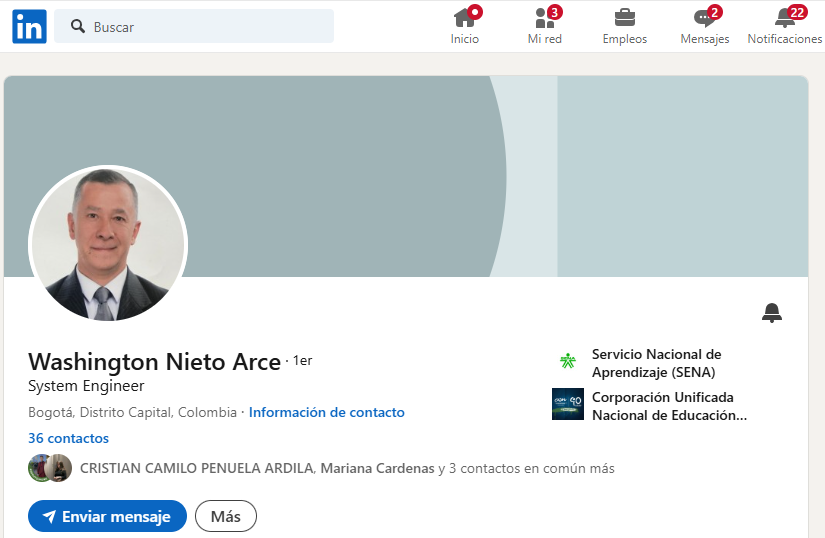 in
Buscar
3
2
22
Inicio
Mi red
Empleos
Mensajes
Notificaciones
Washington Nieto Arce · 1er
System Engineer
Bogotá, Distrito Capital, Colombia · Información de contacto
36 contactos
CRISTIAN CAMILO PENUELA ARDILA, Mariana Cardenas y 3 contactos en común más
Enviar mensaje
Más
Servicio Nacional de
Aprendizaje (SENA)
Corporación Unificada
Nacional de Educación...